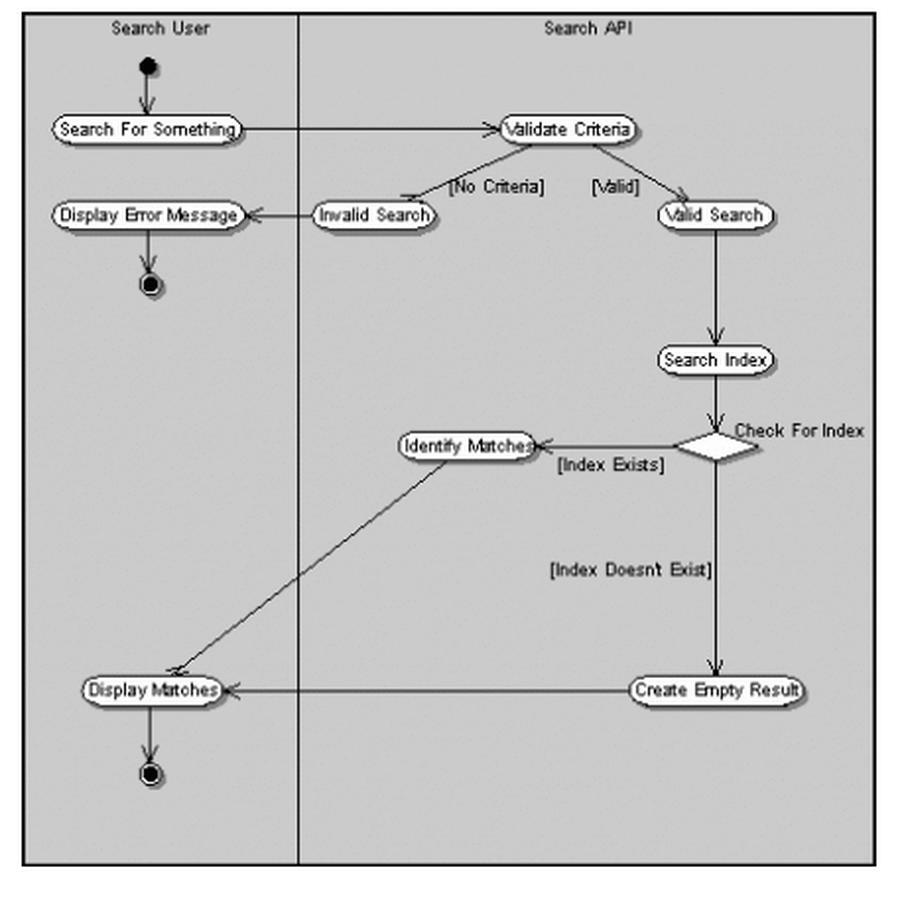 Search User
Search API
Search For Something
Validate Criteria
[No Criteria]
[Valid]
Display Error Message
Invalid Search
Valid Search
Search Index
Check For Index
Identify Matches
[Index Exists]
[Index Doesn't Exist]
Display Matches
Create Empty Result